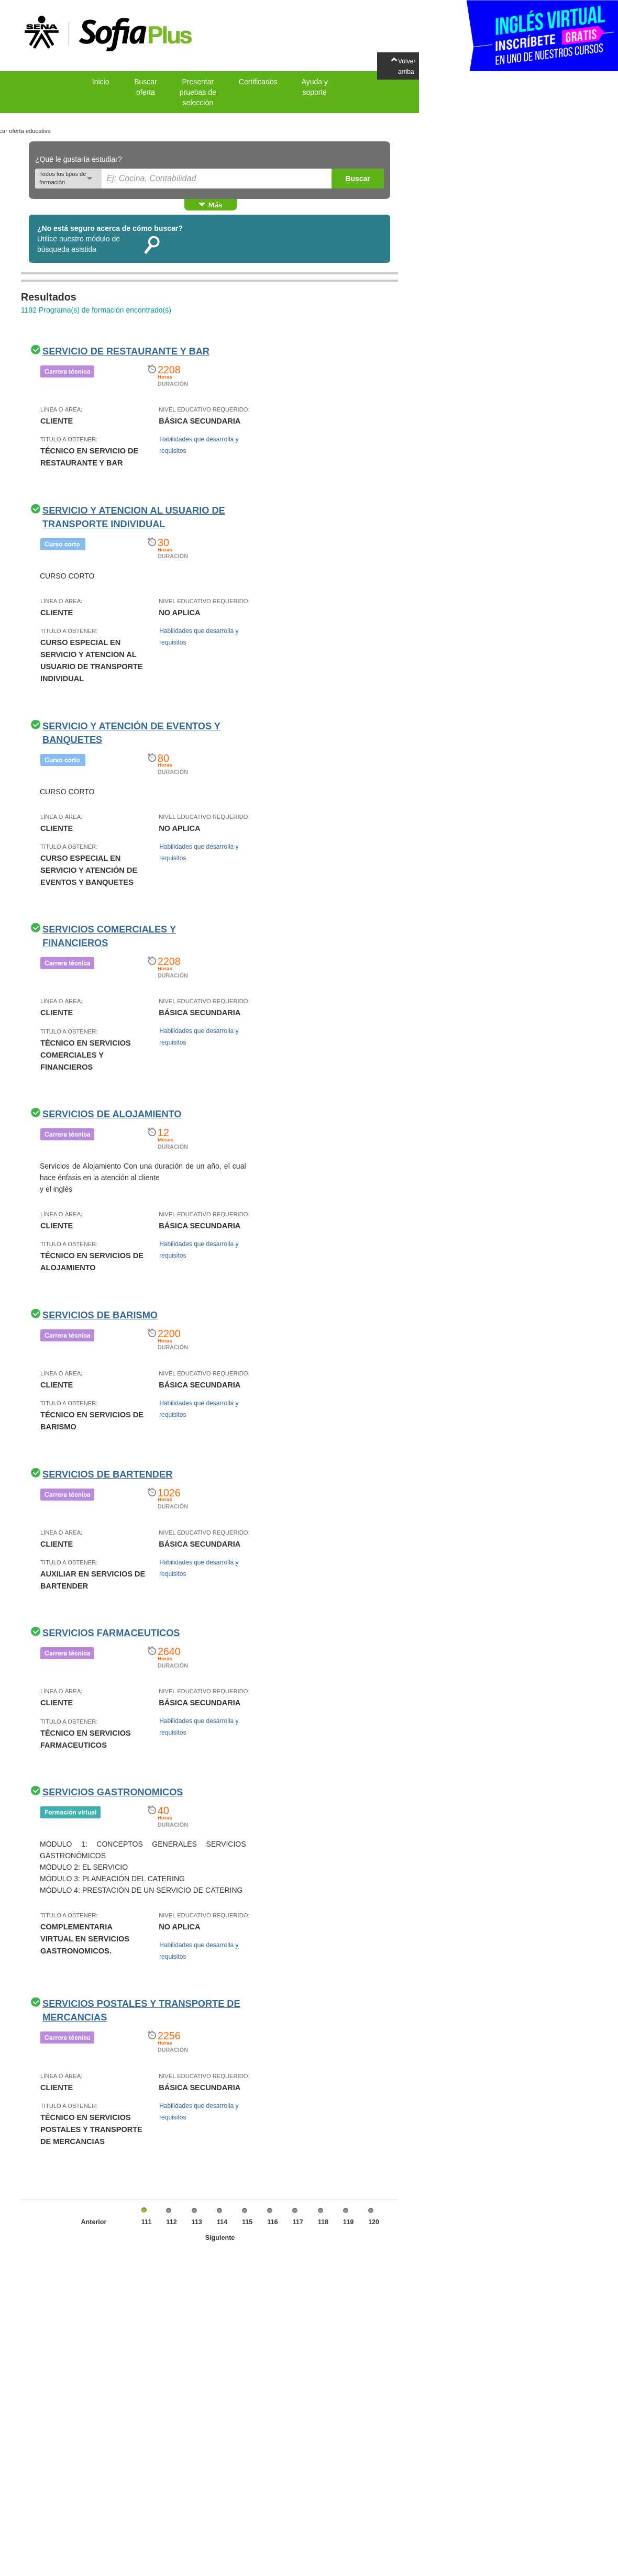 SENA
SofiaPlus
INGLÉS VIRTUAL
INSCRÍBETE GRATIS
EN UNO DE NUESTROS CURSOS
Volver
arriba
Inicio
Buscar
oferta
Presentar
pruebas de
selección
Certificados
Ayuda y
soporte
car oferta educativa
¿Qué le gustaría estudiar?
Todos los tipos de
formación
Ej: Cocina, Contabilidad
Buscar
Más
¿No está seguro acerca de cómo buscar?
Utilice nuestro módulo de
búsqueda asistida
Resultados
1192 Programa(s) de formación encontrado(s)
SERVICIO DE RESTAURANTE Y BAR
Carrera técnica
2208
Horas
DURACIÓN
LÍNEA O ÁREA:
CLIENTE
NIVEL EDUCATIVO REQUERIDO:
BÁSICA SECUNDARIA
TITULO A OBTENER:
TÉCNICO EN SERVICIO DE
RESTAURANTE Y BAR
Habilidades que desarrolla y
requisitos
SERVICIO Y ATENCION AL USUARIO DE
TRANSPORTE INDIVIDUAL
Curso corto
30
Horas
DURACIÓN
CURSO CORTO
LÍNEA O ÁREA:
CLIENTE
NIVEL EDUCATIVO REQUERIDO:
NO APLICA
TITULO A OBTENER:
CURSO ESPECIAL EN
SERVICIO Y ATENCION AL
USUARIO DE TRANSPORTE
INDIVIDUAL
Habilidades que desarrolla y
requisitos
SERVICIO Y ATENCIÓN DE EVENTOS Y
BANQUETES
Curso corto
80
Horas
DURACIÓN
CURSO CORTO
LÍNEA O ÁREA:
CLIENTE
NIVEL EDUCATIVO REQUERIDO:
NO APLICA
TITULO A OBTENER:
CURSO ESPECIAL EN
SERVICIO Y ATENCIÓN DE
EVENTOS Y BANQUETES
Habilidades que desarrolla y
requisitos
SERVICIOS COMERCIALES Y
FINANCIEROS
Carrera técnica
2208
Horas
DURACIÓN
LÍNEA O ÁREA:
CLIENTE
NIVEL EDUCATIVO REQUERIDO:
BÁSICA SECUNDARIA
TITULO A OBTENER:
TÉCNICO EN SERVICIOS
COMERCIALES Y
FINANCIEROS
Habilidades que desarrolla y
requisitos
SERVICIOS DE ALOJAMIENTO
Carrera técnica
12
Meses
DURACIÓN
Servicios de Alojamiento Con una duración de un año, el cual
hace énfasis en la atención al cliente
y el inglés
LÍNEA O ÁREA:
CLIENTE
NIVEL EDUCATIVO REQUERIDO:
BÁSICA SECUNDARIA
TITULO A OBTENER:
TÉCNICO EN SERVICIOS DE
ALOJAMIENTO
Habilidades que desarrolla y
requisitos
SERVICIOS DE BARISMO
Carrera técnica
2200
Horas
DURACIÓN
LÍNEA O ÁREA:
CLIENTE
NIVEL EDUCATIVO REQUERIDO:
BÁSICA SECUNDARIA
TITULO A OBTENER:
TÉCNICO EN SERVICIOS DE
BARISMO
Habilidades que desarrolla y
requisitos
SERVICIOS DE BARTENDER
Carrera técnica
1026
Horas
DURACIÓN
LÍNEA O ÁREA:
CLIENTE
NIVEL EDUCATIVO REQUERIDO:
BÁSICA SECUNDARIA
TITULO A OBTENER:
AUXILIAR EN SERVICIOS DE
BARTENDER
Habilidades que desarrolla y
requisitos
SERVICIOS FARMACEUTICOS
Carrera técnica
2640
Horas
DURACIÓN
LÍNEA O ÁREA:
CLIENTE
NIVEL EDUCATIVO REQUERIDO:
BÁSICA SECUNDARIA
TITULO A OBTENER:
TÉCNICO EN SERVICIOS
FARMACEUTICOS
Habilidades que desarrolla y
requisitos
SERVICIOS GASTRONOMICOS
Formación virtual
40
Horas
DURACIÓN
MÓDULO 1: CONCEPTOS GENERALES SERVICIOS
GASTRONÓMICOS
MÓDULO 2: EL SERVICIO
MÓDULO 3: PLANEACIÓN DEL CATERING
MÓDULO 4: PRESTACIÓN DE UN SERVICIO DE CATERING
TITULO A OBTENER:
COMPLEMENTARIA
VIRTUAL EN SERVICIOS
GASTRONOMICOS.
NIVEL EDUCATIVO REQUERIDO:
NO APLICA
Habilidades que desarrolla y
requisitos
SERVICIOS POSTALES Y TRANSPORTE DE
MERCANCIAS
Carrera técnica
2256
Horas
DURACIÓN
LÍNEA O ÁREA:
CLIENTE
NIVEL EDUCATIVO REQUERIDO:
BÁSICA SECUNDARIA
TITULO A OBTENER:
TÉCNICO EN SERVICIOS
POSTALES Y TRANSPORTE
DE MERCANCIAS
Habilidades que desarrolla y
requisitos
Anterior 111 112 113 114 115 116 117 118 119 120
Siguiente